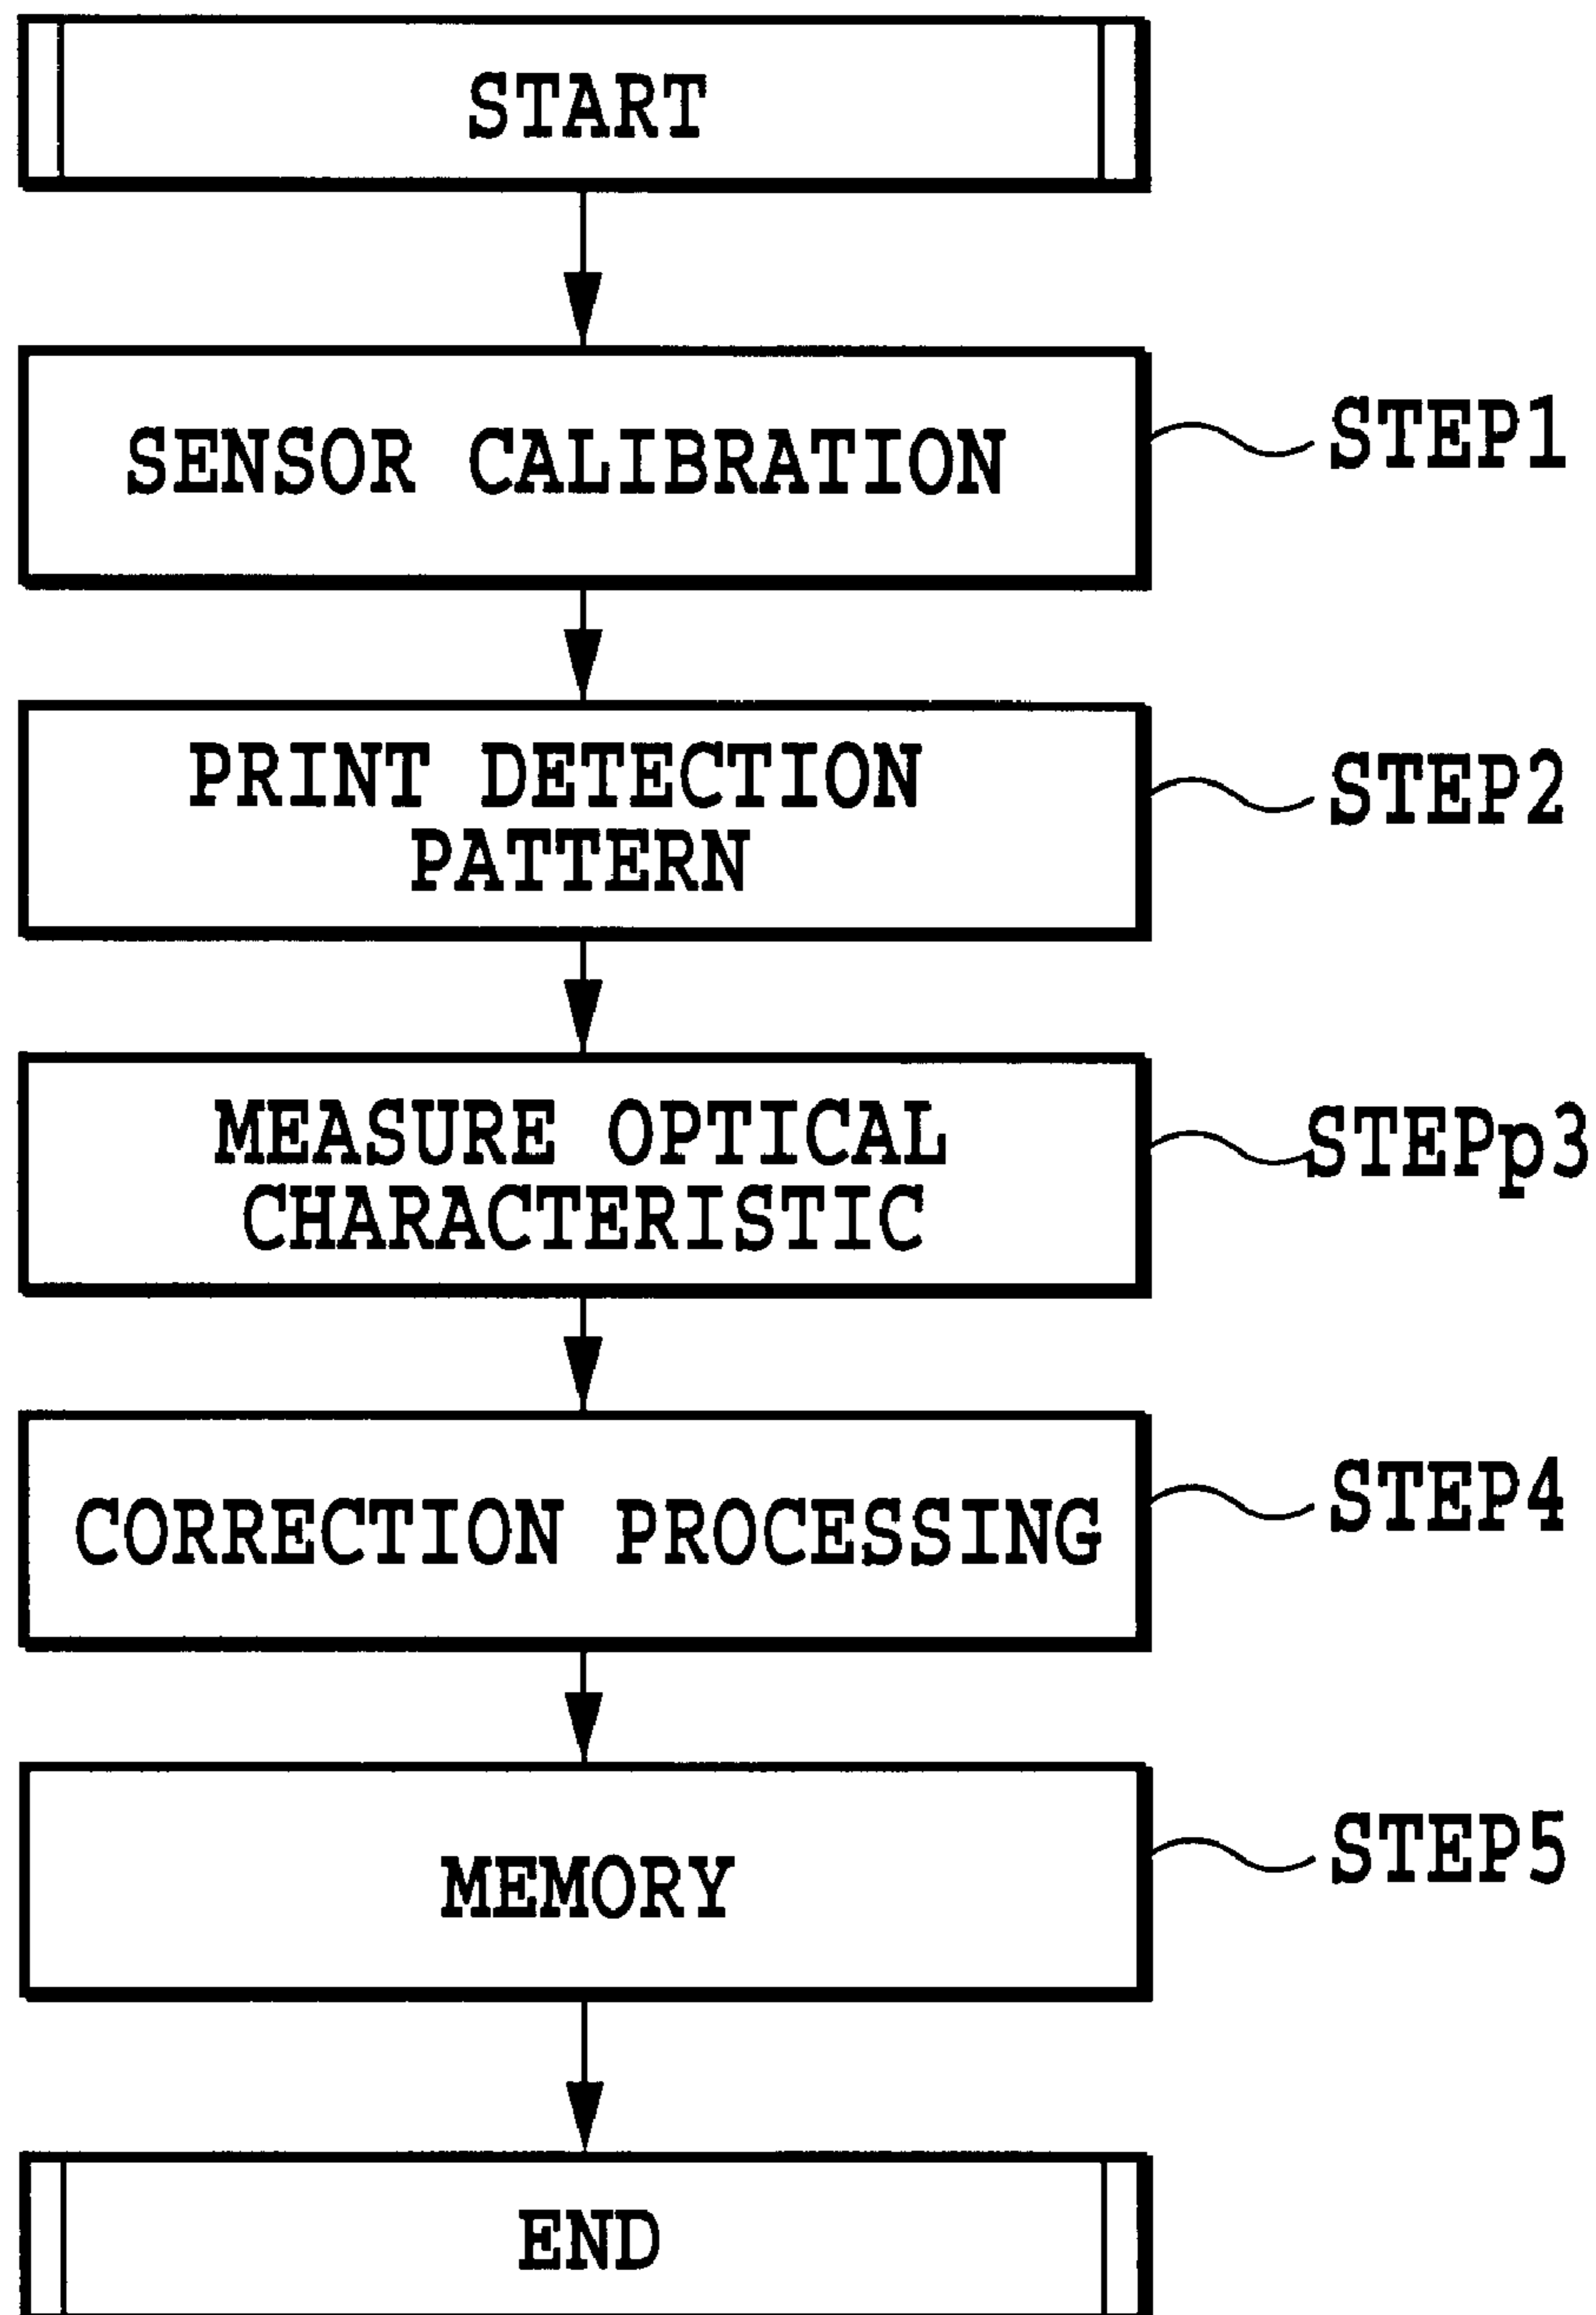 START
SENSOR CALIBRATION
STEP1
PRINT DETECTION
PATTERN
STEP2
MEASURE OPTICAL
CHARACTERISTIC
STEPp3
CORRECTION PROCESSING
STEP4
MEMORY
STEP5
END